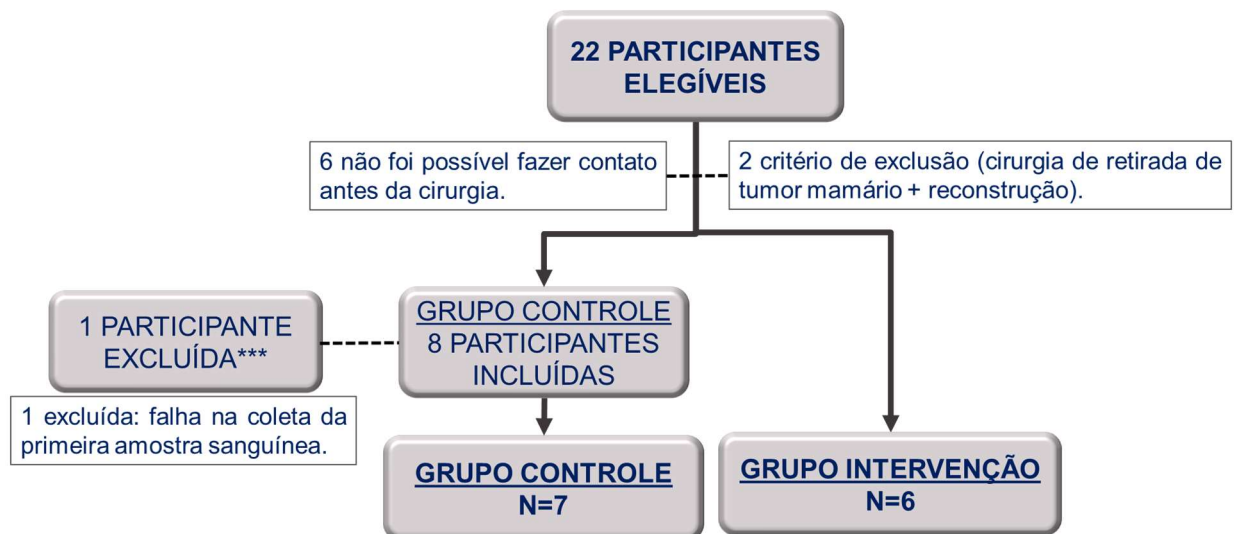 22 PARTICIPANTES
ELEGÍVEIS
6 não foi possível fazer contato
antes da cirurgia.
2 critério de exclusão (cirurgia de retirada de
tumor mamário + reconstrução).
1 PARTICIPANTE
EXCLUÍDA***
1 excluída: falha na coleta da
primeira amostra sanguínea.
GRUPO CONTROLE
8 PARTICIPANTES
INCLUÍDAS
GRUPO CONTROLE
N=7
GRUPO INTERVENÇÃO
N=6